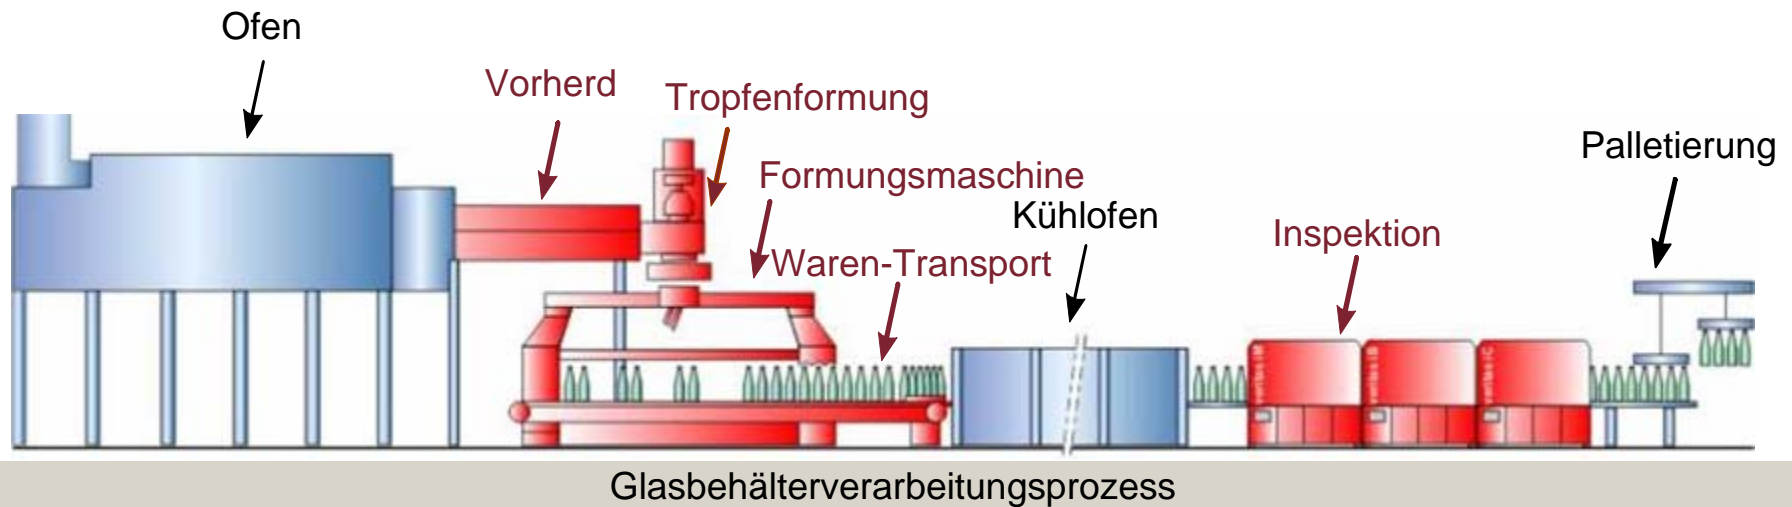 Ofen
Vorherd
Tropfenformung
Formungsmaschine
Waren-Transport
Kühlofen
Inspektion
Palletierung
Glasbehälterverarbeitungsprozess